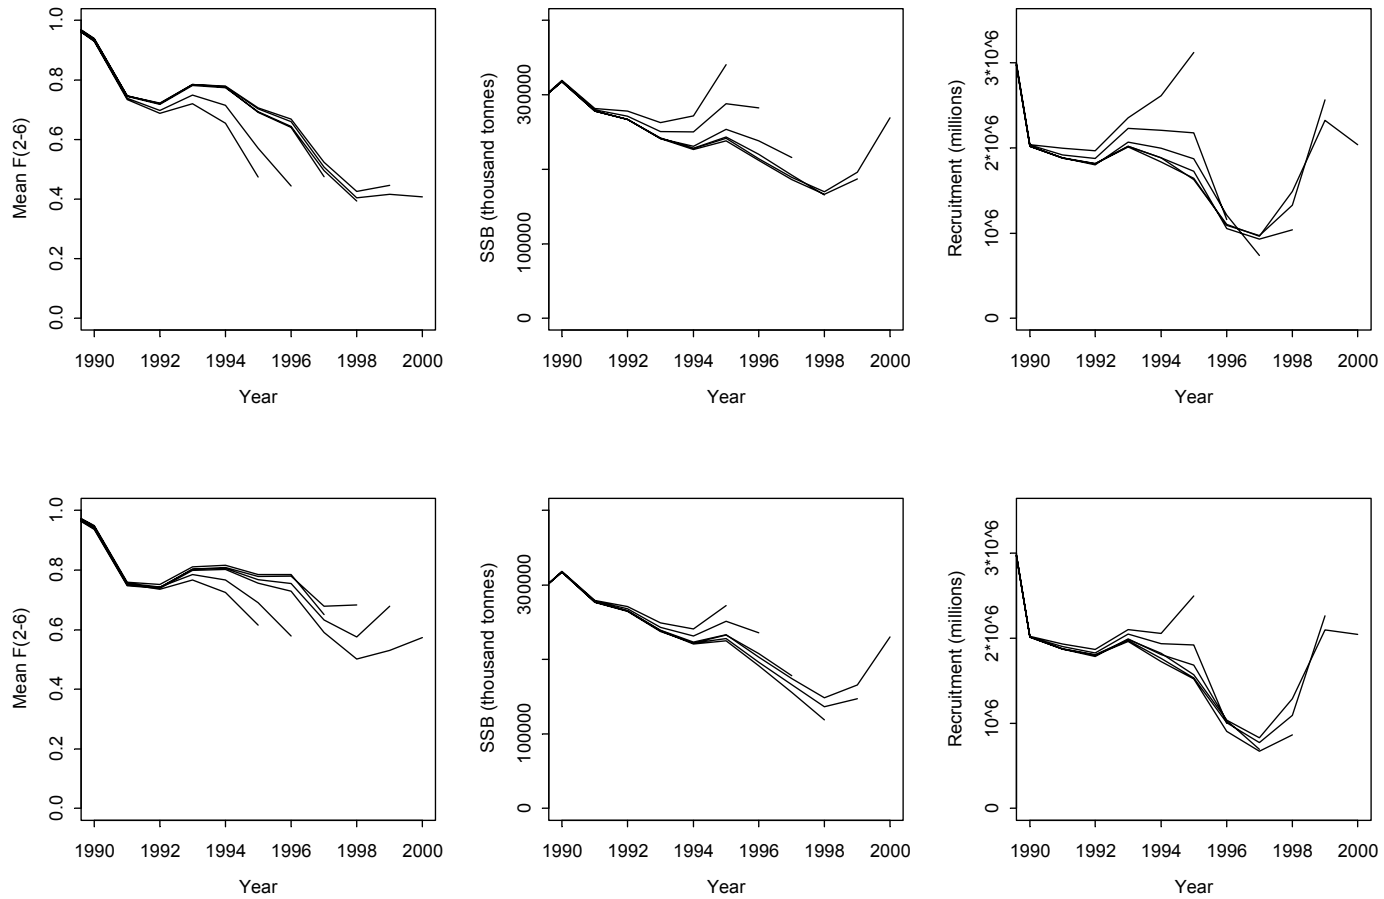 Mean F(2-6)
0.0 0.2 0.4 0.6 0.8 1.0
1990 1992 1994 1996 1998 2000
Year
SSB (thousand tonnes)
0 100000 300000
1990 1992 1994 1996 1998 2000
Year
Recruitment (millions)
0 10^6 2*10^6 3*10^6
1990 1992 1994 1996 1998 2000
Year
Mean F(2-6)
0.0 0.2 0.4 0.6 0.8 1.0
1990 1992 1994 1996 1998 2000
Year
SSB (thousand tonnes)
0 100000 300000
1990 1992 1994 1996 1998 2000
Year
Recruitment (millions)
0 10^6 2*10^6 3*10^6
1990 1992 1994 1996 1998 2000
Year